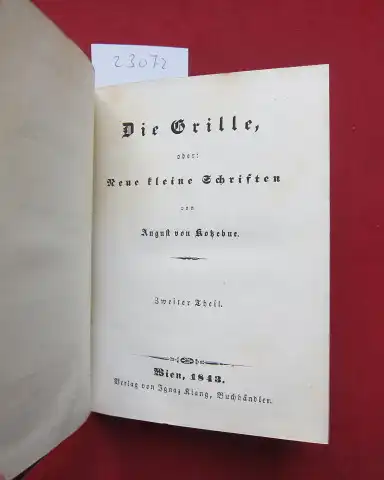 23072
Die Grille,
oder:
Neue kleine Schriften
von
August von Kotzebue.
Zweiter Theil.
Wien, 1843.
Verlag von Ignaz Klang, Buchhändler.